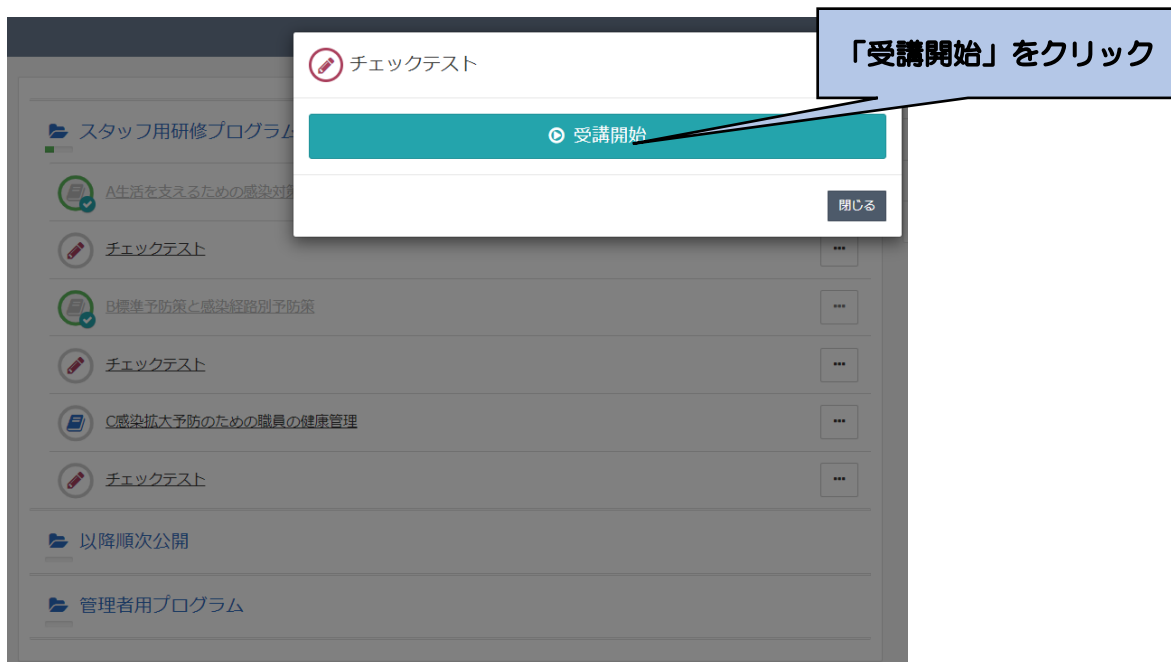 「受講開始」をクリック
チェックテスト
受講開始
閉じる
スタッフ用研修プログラム
A生活を支えるための感染対
チェックテスト
B標準予防策と感染経路別予防策
チェックテスト
C感染拡大予防のための職員の健康管理
チェックテスト
以降順次公開
管理者用プログラム